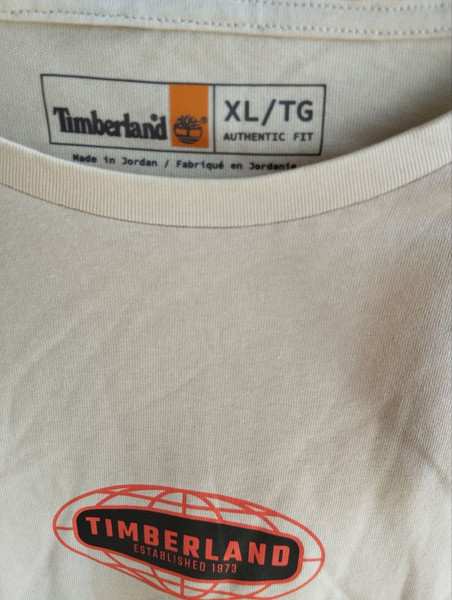 Timberland® XL/TG
AUTHENTIC FIT
Made in Jordan / Fabriqué en Jordanie
TIMBERLAND
ESTABLISHED 1973